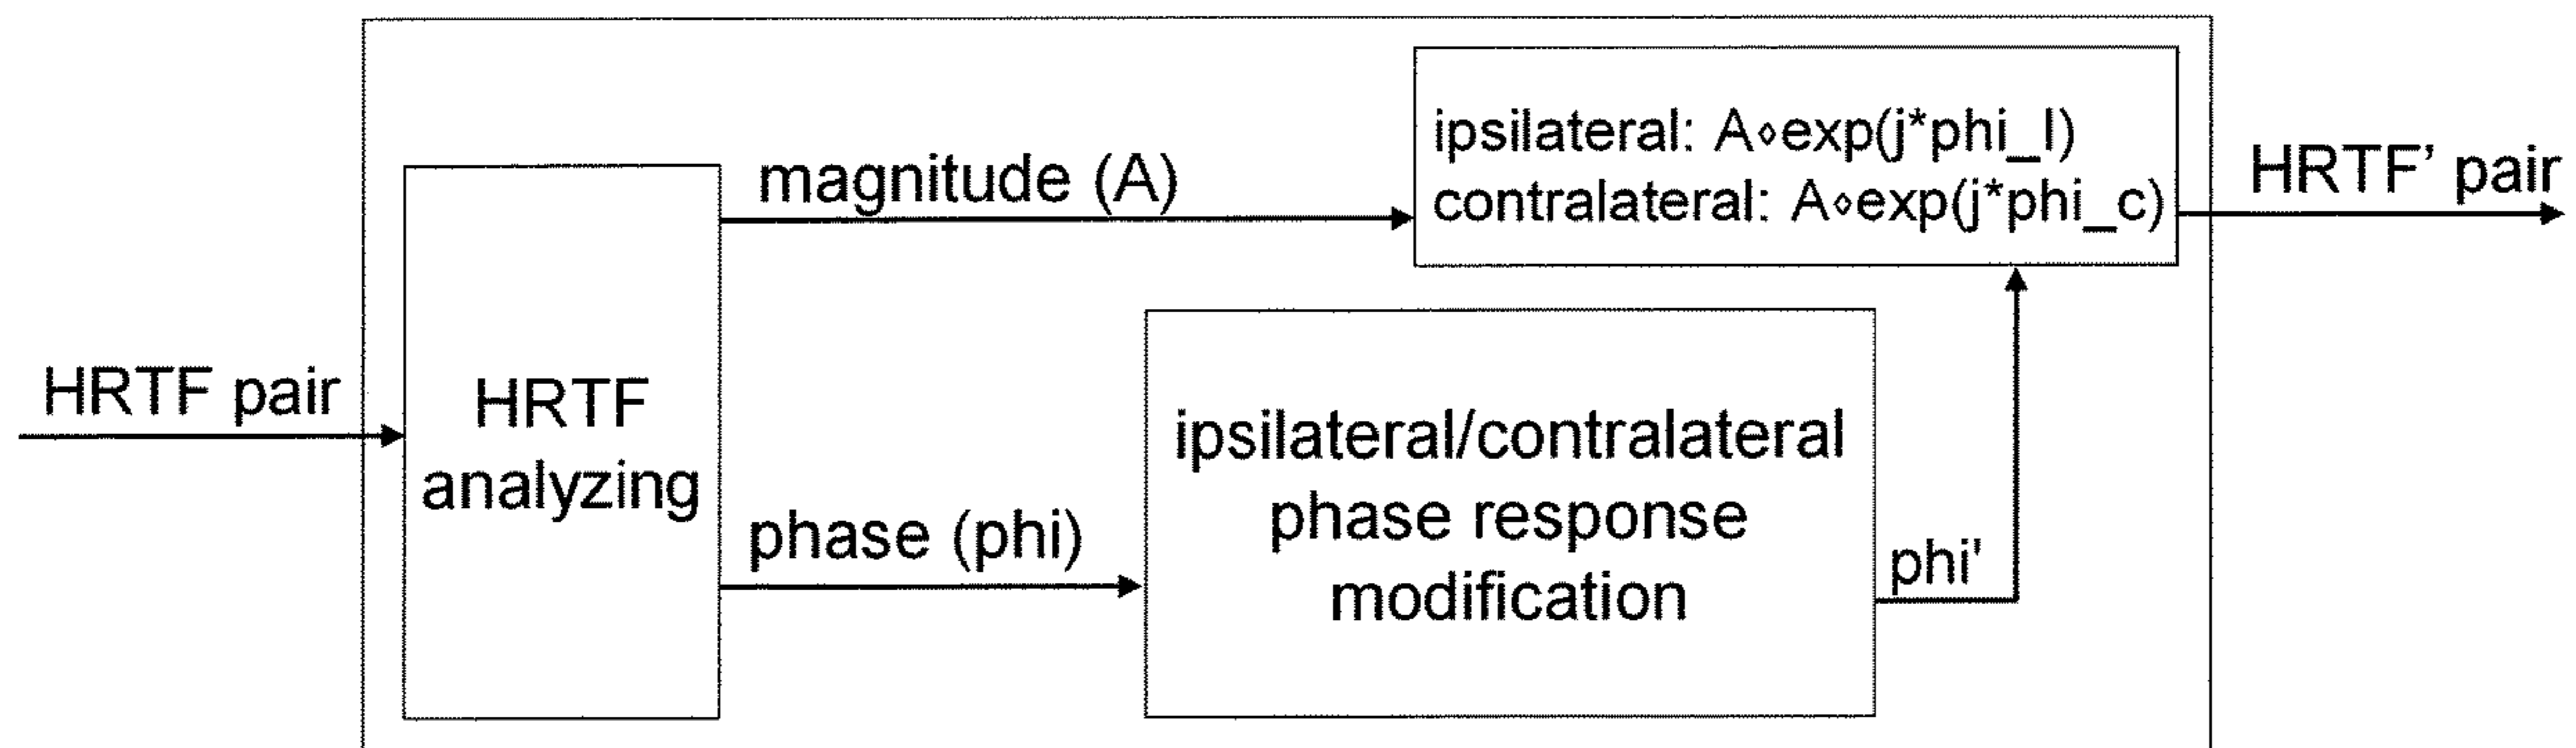 HRTF pair
HRTF
analyzing
magnitude (A)
phase (phi)
ipsilateral/contralateral
phase response
modification
phi'
ipsilateral: A⋄exp(j*phi_I)
contralateral: A⋄exp(j*phi_c)
HRTF’ pair